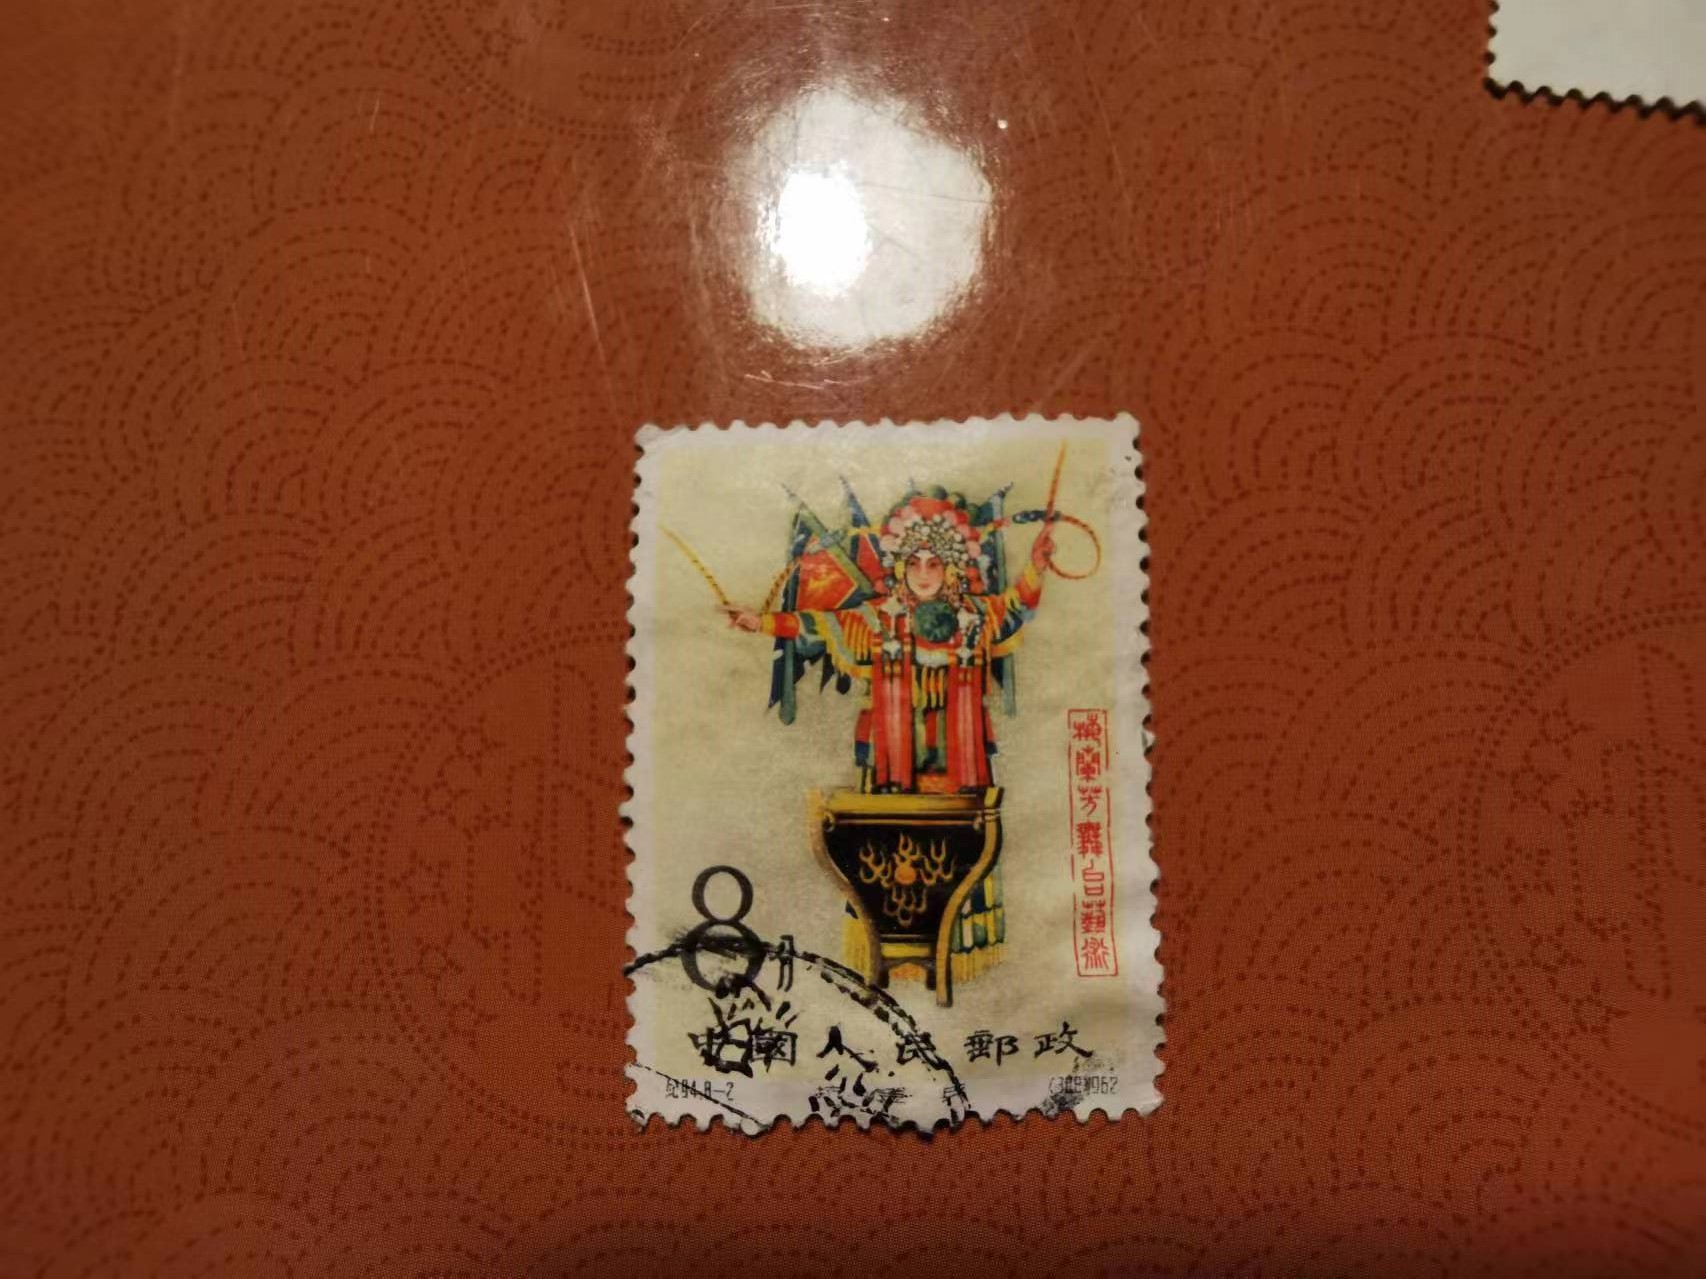 梅蘭芳舞台藝術
8分
中國人民郵政
紀94.8-2
1962